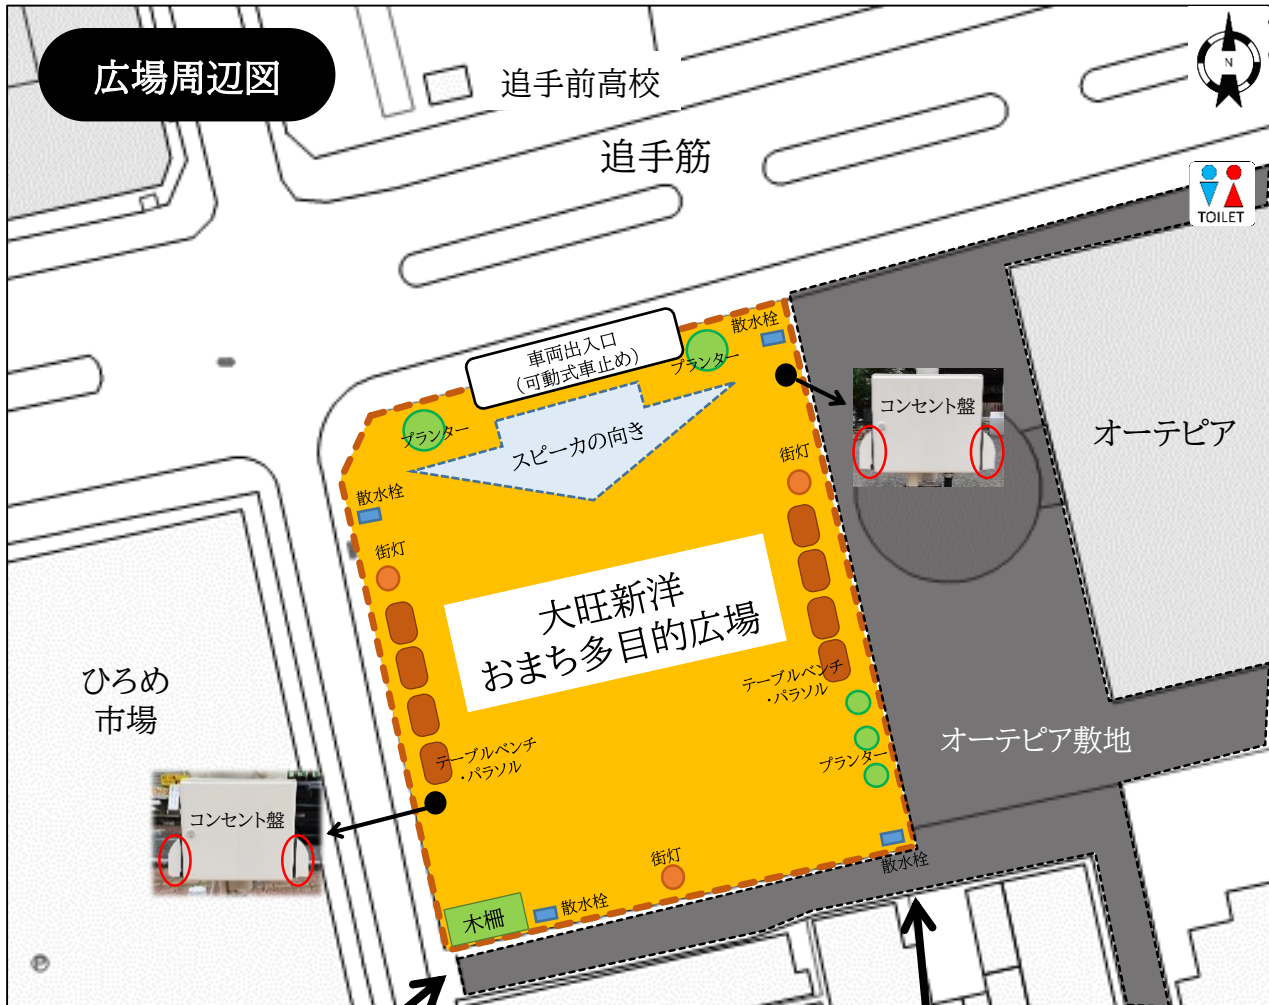 広場周辺図
追手前高校
追手筋
N
TOILET
車両出入口
(可動式車止め)
散水栓
プランター
プランター
スピーカの向き
コンセント盤
オーテピア
街灯
散水栓
街灯
大旺新洋
おまち多目的広場
ひろめ
市場
テーブルベンチ
・パラソル
テーブルベンチ
・パラソル
プランター
オーテピア敷地
コンセント盤
街灯
散水栓
木柵
散水栓
P